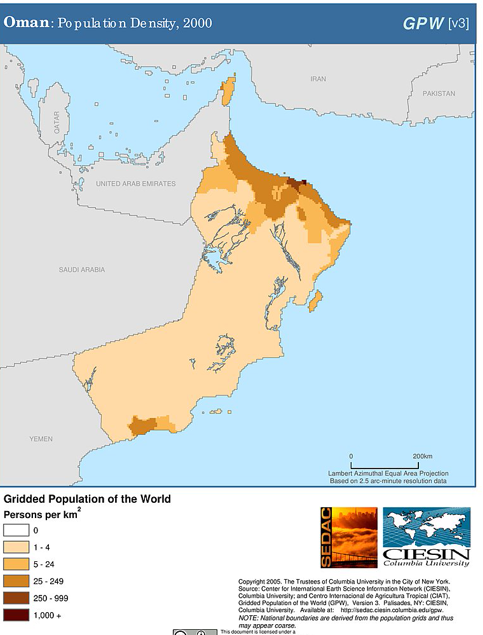 Oman: Population Density, 2000
GPW [v3]
IRAN
PAKISTAN
QATAR
UNITED ARAB EMIRATES
SAUDI ARABIA
YEMEN
0 200km
Lambert Azimuthal Equal Area Projection
Based on 2.5 arc-minute resolution data
Gridded Population of the World
Persons per km2
0
1 - 4
5 - 24
25 - 249
250 - 999
1,000 +
SEDAC
CIESIN
Columbia University
Copyright 2005. The Trustees of Columbia University in the City of New York.
Source: Center for International Earth Science Information Network (CIESIN),
Columbia University; and Centro Internacional de Agricultura Tropical (CIAT),
Gridded Population of the World (GPW), Version 3. Palisades, NY: CIESIN,
Columbia University. Available at: http://sedac.ciesin.columbia.edu/gpw.
NOTE: National boundaries are derived from the population grids and thus
may appear coarse.
This document is licensed under a